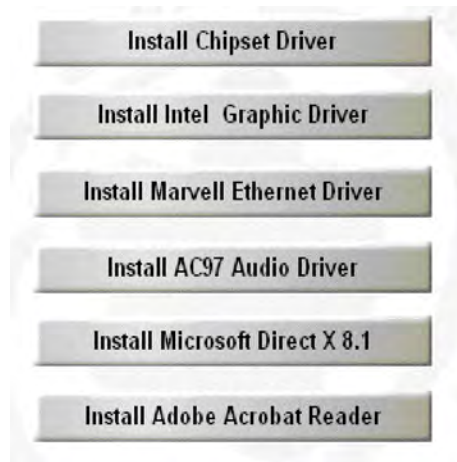 Install Chipset Driver
Install Intel Graphic Driver
Install Marvell Ethernet Driver
Install AC97 Audio Driver
Install Microsoft Direct X 8.1
Install Adobe Acrobat Reader